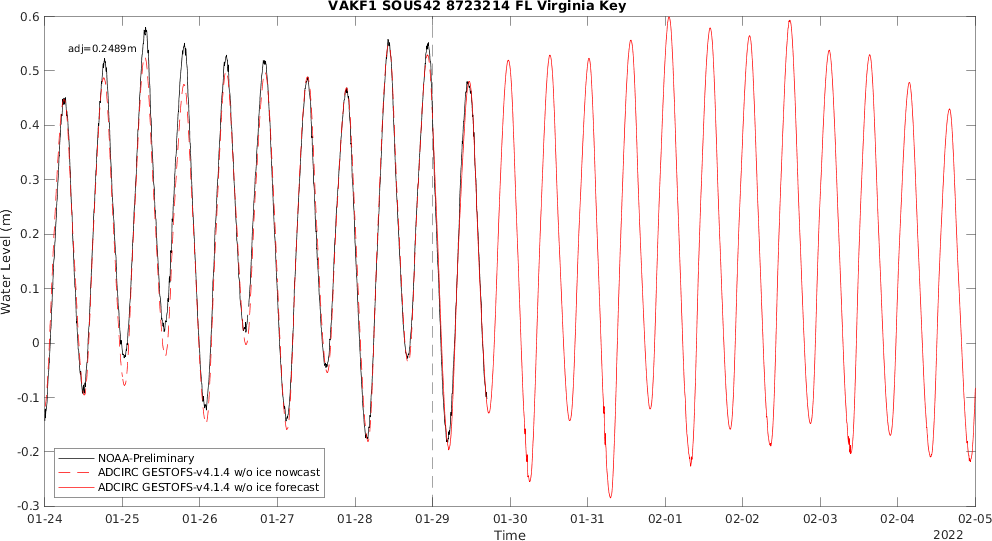 VAKF1 SOUS42 8723214 FL Virginia Key
adj=0.2489m
0.6
0.5
0.4
0.3
0.2
0.1
0
-0.1
-0.2
-0.3
Water Level (m)
NOAA-Preliminary
ADCIRC GESTOFS-v4.1.4 w/o ice nowcast
ADCIRC GESTOFS-v4.1.4 w/o ice forecast
01-24 01-25 01-26 01-27 01-28 01-29 01-30 01-31 02-01 02-02 02-03 02-04 02-05
Time
2022